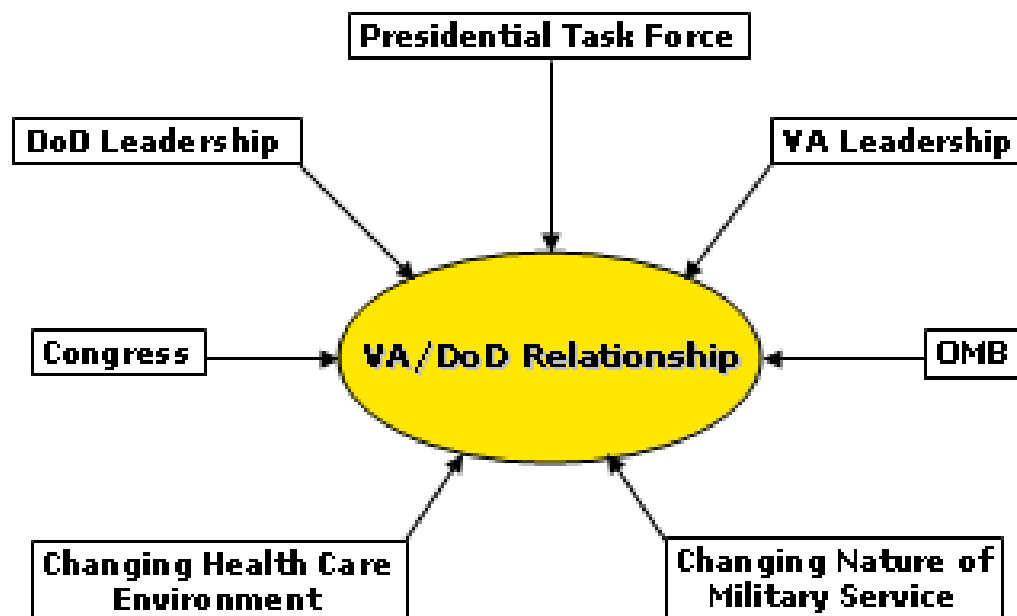 Presidential Task Force
DoD Leadership
VA Leadership
Congress
VA/DoD Relationship
OMB
Changing Health Care
Environment
Changing Nature of
Military Service